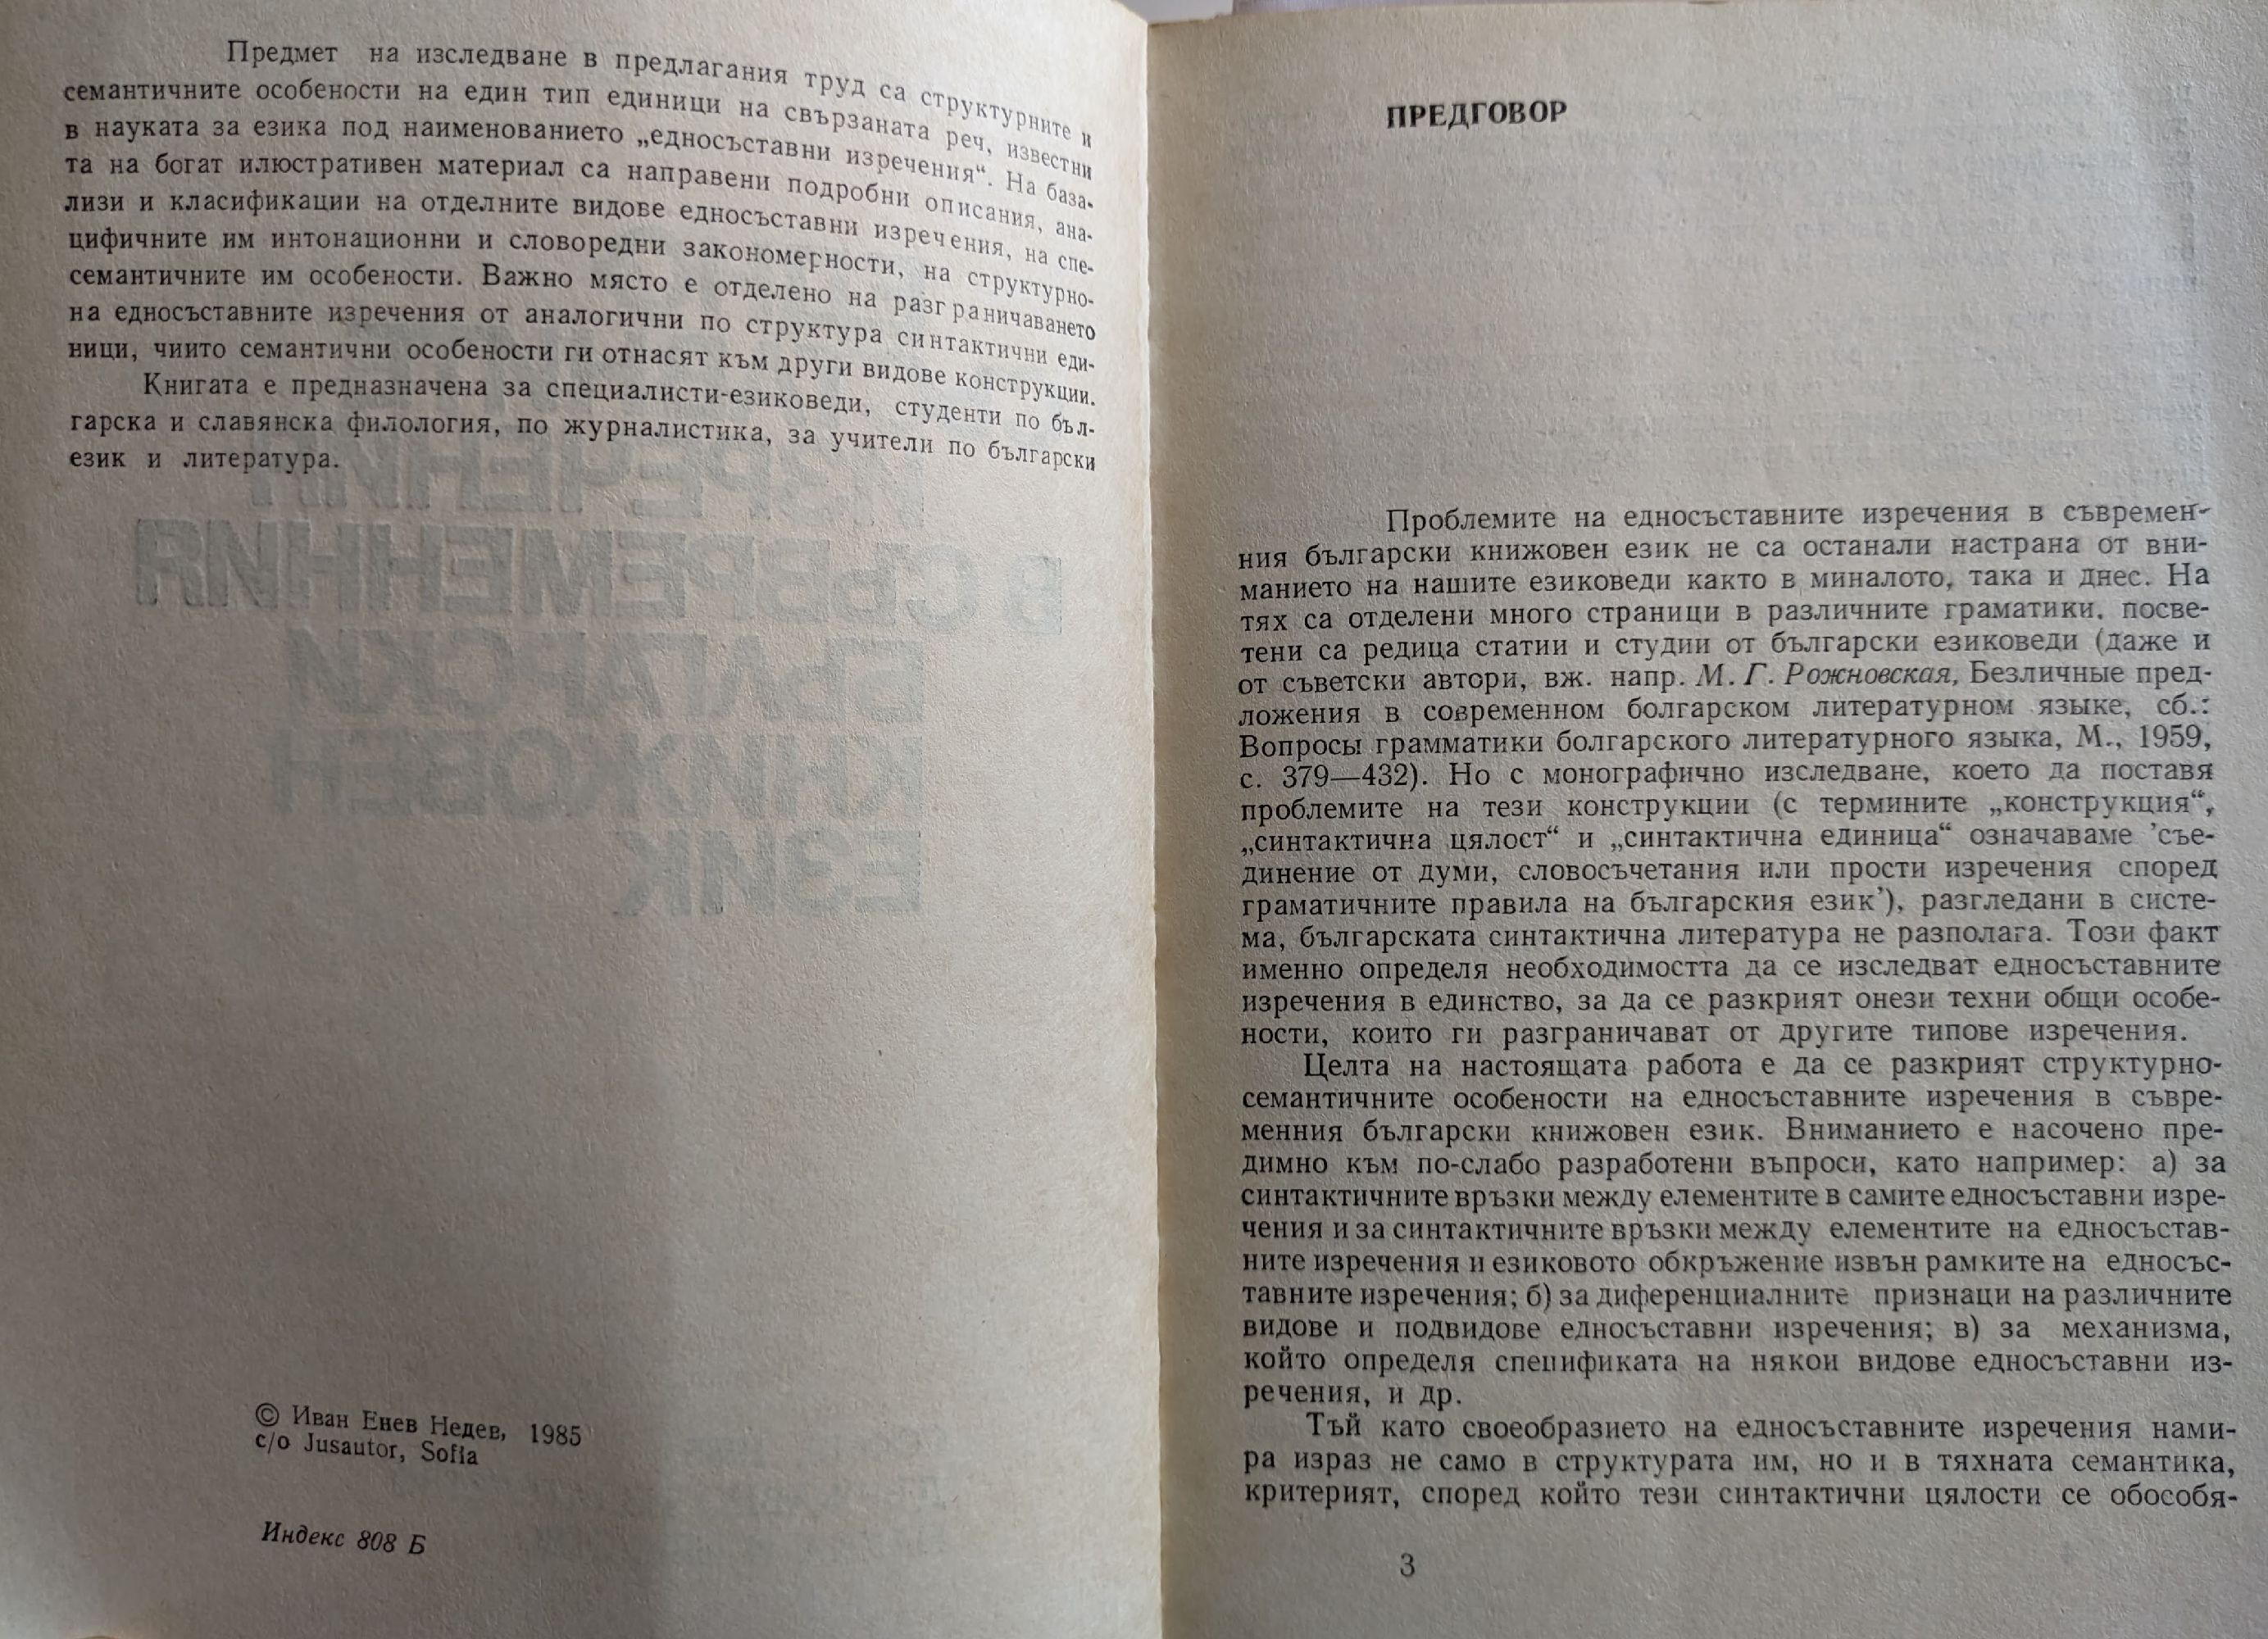 Предмет на изследване в предлагания труд са структурните и
семантичните особености на един тип единици на свързаната реч, известни
в науката за езика под наименованието „едносъставни изречения“. На база-
та на богат илюстративен материал са направени подробни описания, ана-
лизи и класификации на отделните видове едносъставни изречения, на спе-
цифичните им интонационни и словоредни закономерности, на структурно-
семантичните им особености. Важно място е отделено на разграничаването
на едносъставните изречения от аналогични по структура синтактични еди-
ници, чиито семантични особености ги отнасят към други видове конструкции.
Книгата е предназначена за специалисти-езиковеди, студенти по бъл-
гарска и славянска филология, по журналистика, за учители по български
език и литература.
© Иван Енев Недев, 1985
c/o Jusautor, Sofia
Индекс 808 Б
ПРЕДГОВОР
Проблемите на едносъставните изречения в съвремен-
ния български книжовен език не са останали настрана от вни-
манието на нашите езиковеди както в миналото, така и днес. На
тях са отделени много страници в различните граматики, посве-
тени са редица статии и студии от български езиковеди (даже и
от съветски автори, вж. напр. М. Г. Рожновская, Безличные пред-
ложения в современном болгарском литературном языке, сб.:
Вопросы грамматики болгарского литературного языка, М., 1959,
с. 379—432). Но с монографично изследване, което да поставя
проблемите на тези конструкции (с термините „конструкция“,
„синтактична цялост“ и „синтактична единица“ означаваме ’съе-
динение от думи, словосъчетания или прости изречения според
граматичните правила на българския език’), разгледани в систе-
ма, българската синтактична литература не разполага. Този факт
именно определя необходимостта да се изследват едносъставните
изречения в единство, за да се разкрият онези техни общи особе-
ности, които ги разграничават от другите типове изречения.
Целта на настоящата работа е да се разкрият структурно-
семантичните особености на едносъставните изречения в съвре-
менния български книжовен език. Вниманието е насочено пре-
димно към по-слабо разработени въпроси, като например: а) за
синтактичните връзки между елементите в самите едносъставни изре-
чения и за синтактичните връзки между елементите на едносъстав-
ните изречения и езиковото обкръжение извън рамките на едносъс-
тавните изречения; б) за диференциалните признаци на различните
видове и подвидове едносъставни изречения; в) за механизма,
който определя спецификата на някои видове едносъставни из-
речения, и др.
Тъй като своеобразието на едносъставните изречения нами-
ра израз не само в структурата им, но и в тяхната семантика,
критерият, според който тези синтактични цялости се обособя-
3